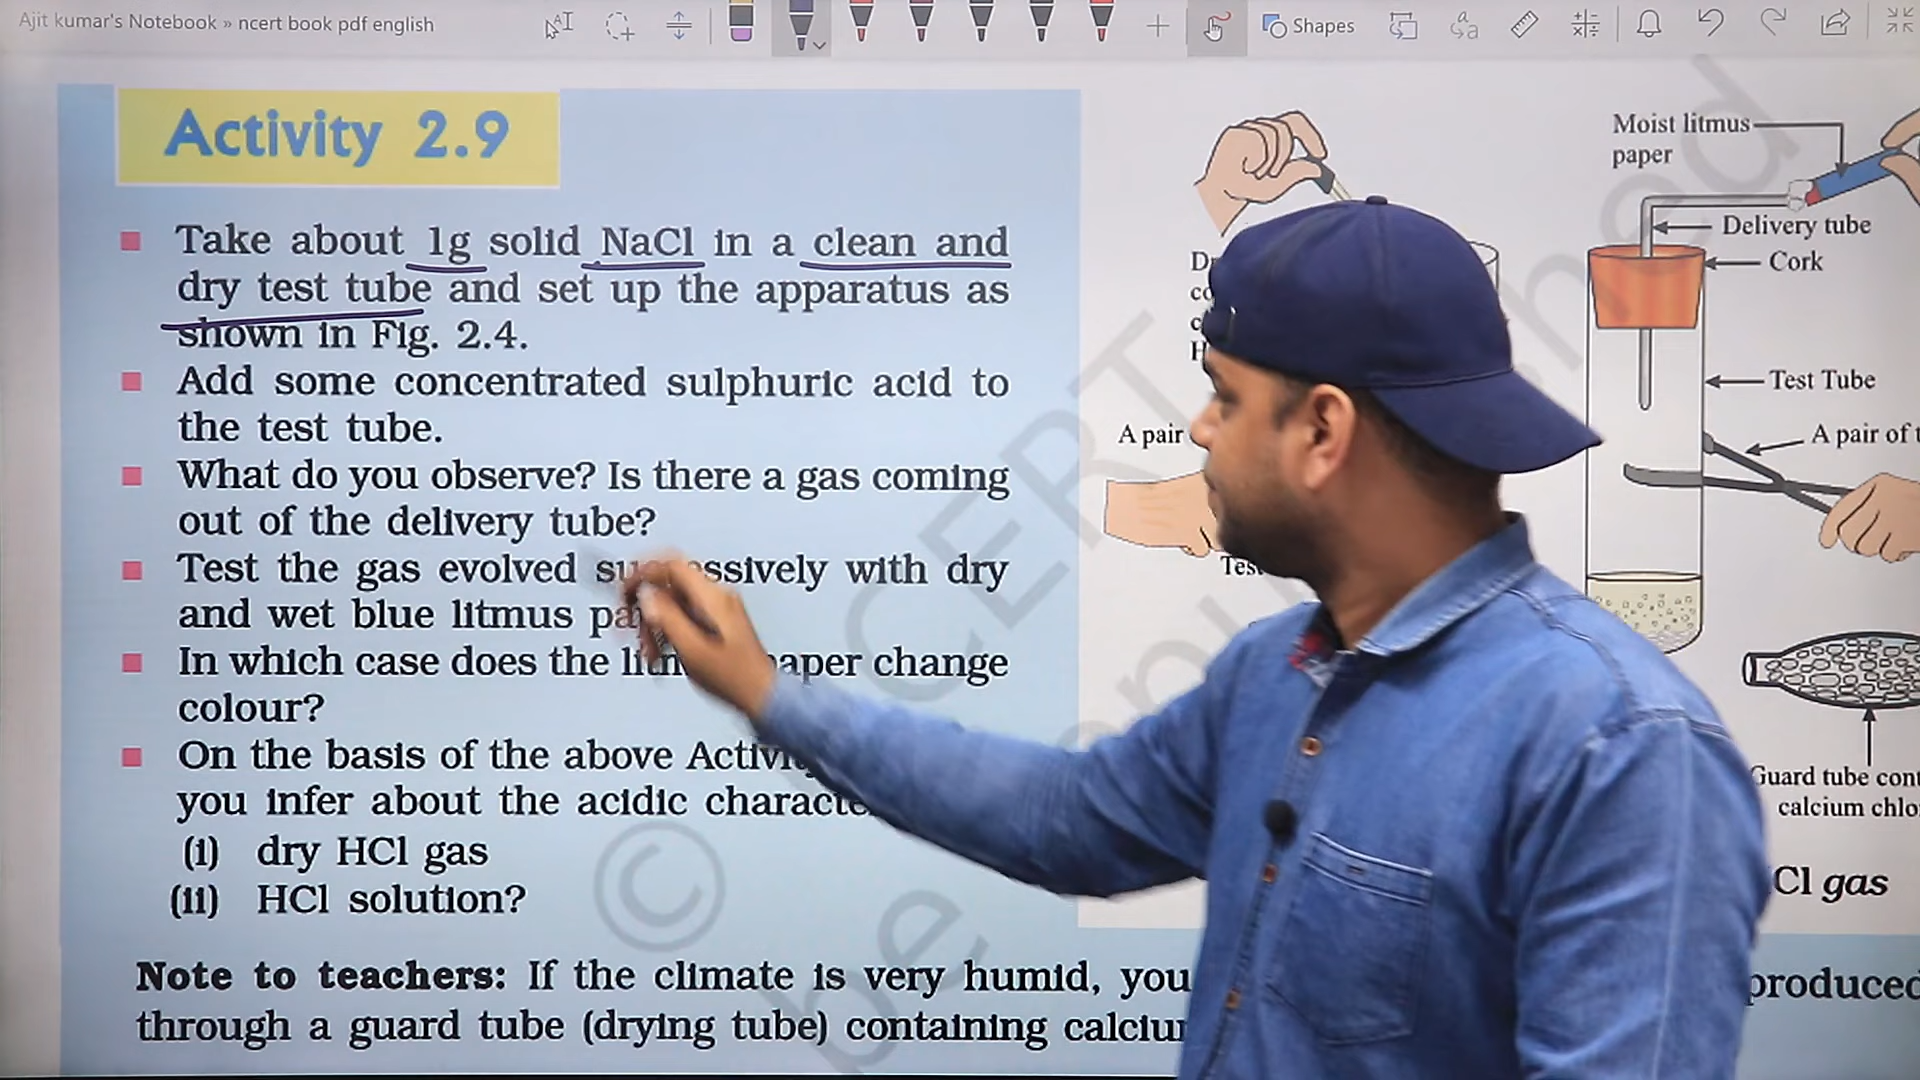 Ajit kumar's Notebook » ncert book pdf english
Shapes
Activity 2.9
Take about 1g solid NaCl in a clean and
dry test tube and set up the apparatus as
shown in Fig. 2.4.
Add some concentrated sulphuric acid to
the test tube.
What do you observe? Is there a gas coming
out of the delivery tube?
Test the gas evolved successively with dry
and wet blue litmus
In which case does the paper change
colour?
On the basis of the above
you infer about the acidic
(i) dry HCl gas
(ii) HCl solution?
Note to teachers: If the climate is very humid, you produced
through a guard tube (drying tube) containing
Moist litmus
paper
Delivery tube
Cork
Test Tube
A pair of
A pair
Guard tube
calcium
gas
© NCERT
be